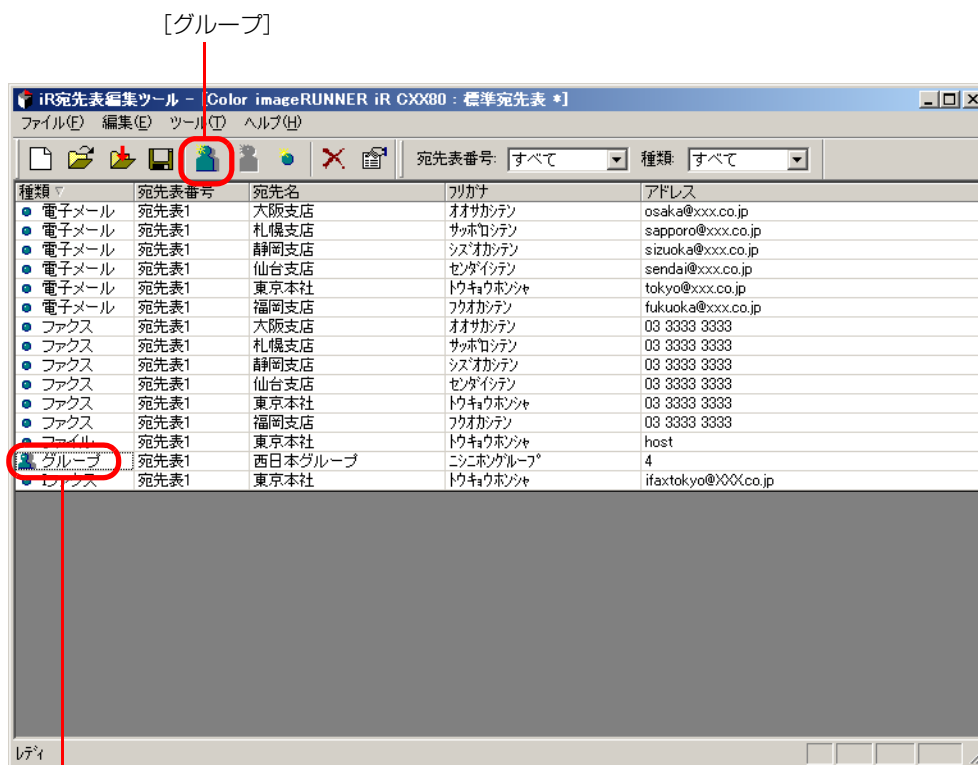 [グループ]
iR宛先表編集ツール - [Color imageRUNNER iR CXX80 : 標準宛先表 *]
ファイル(F) 編集(E) ツール(T) ヘルプ(H)
宛先表番号: すべて 種類: すべて
種類 宛先表番号 宛先名 フリガナ アドレス
電子メール 宛先表1 大阪支店 オオサカシテン osaka@xxx.co.jp
電子メール 宛先表1 札幌支店 サッポロシテン sapporo@xxx.co.jp
電子メール 宛先表1 静岡支店 シズオカシテン sizuoka@xxx.co.jp
電子メール 宛先表1 仙台支店 センダイシテン sendai@xxx.co.jp
電子メール 宛先表1 東京本社 トウキョウホンシャ tokyo@xxx.co.jp
電子メール 宛先表1 福岡支店 フクオカシテン fukuoka@xxx.co.jp
ファクス 宛先表1 大阪支店 オオサカシテン 03 3333 3333
ファクス 宛先表1 札幌支店 サッポロシテン 03 3333 3333
ファクス 宛先表1 静岡支店 シズオカシテン 03 3333 3333
ファクス 宛先表1 仙台支店 センダイシテン 03 3333 3333
ファクス 宛先表1 東京本社 トウキョウホンシャ 03 3333 3333
ファクス 宛先表1 福岡支店 フクオカシテン 03 3333 3333
ファイル 宛先表1 東京本社 トウキョウホンシャ host
グループ 宛先表1 西日本グループ ニシニホングループ 4
Iファクス 宛先表1 東京本社 トウキョウホンシャ ifaxtokyo@XXX.co.jp
レディ